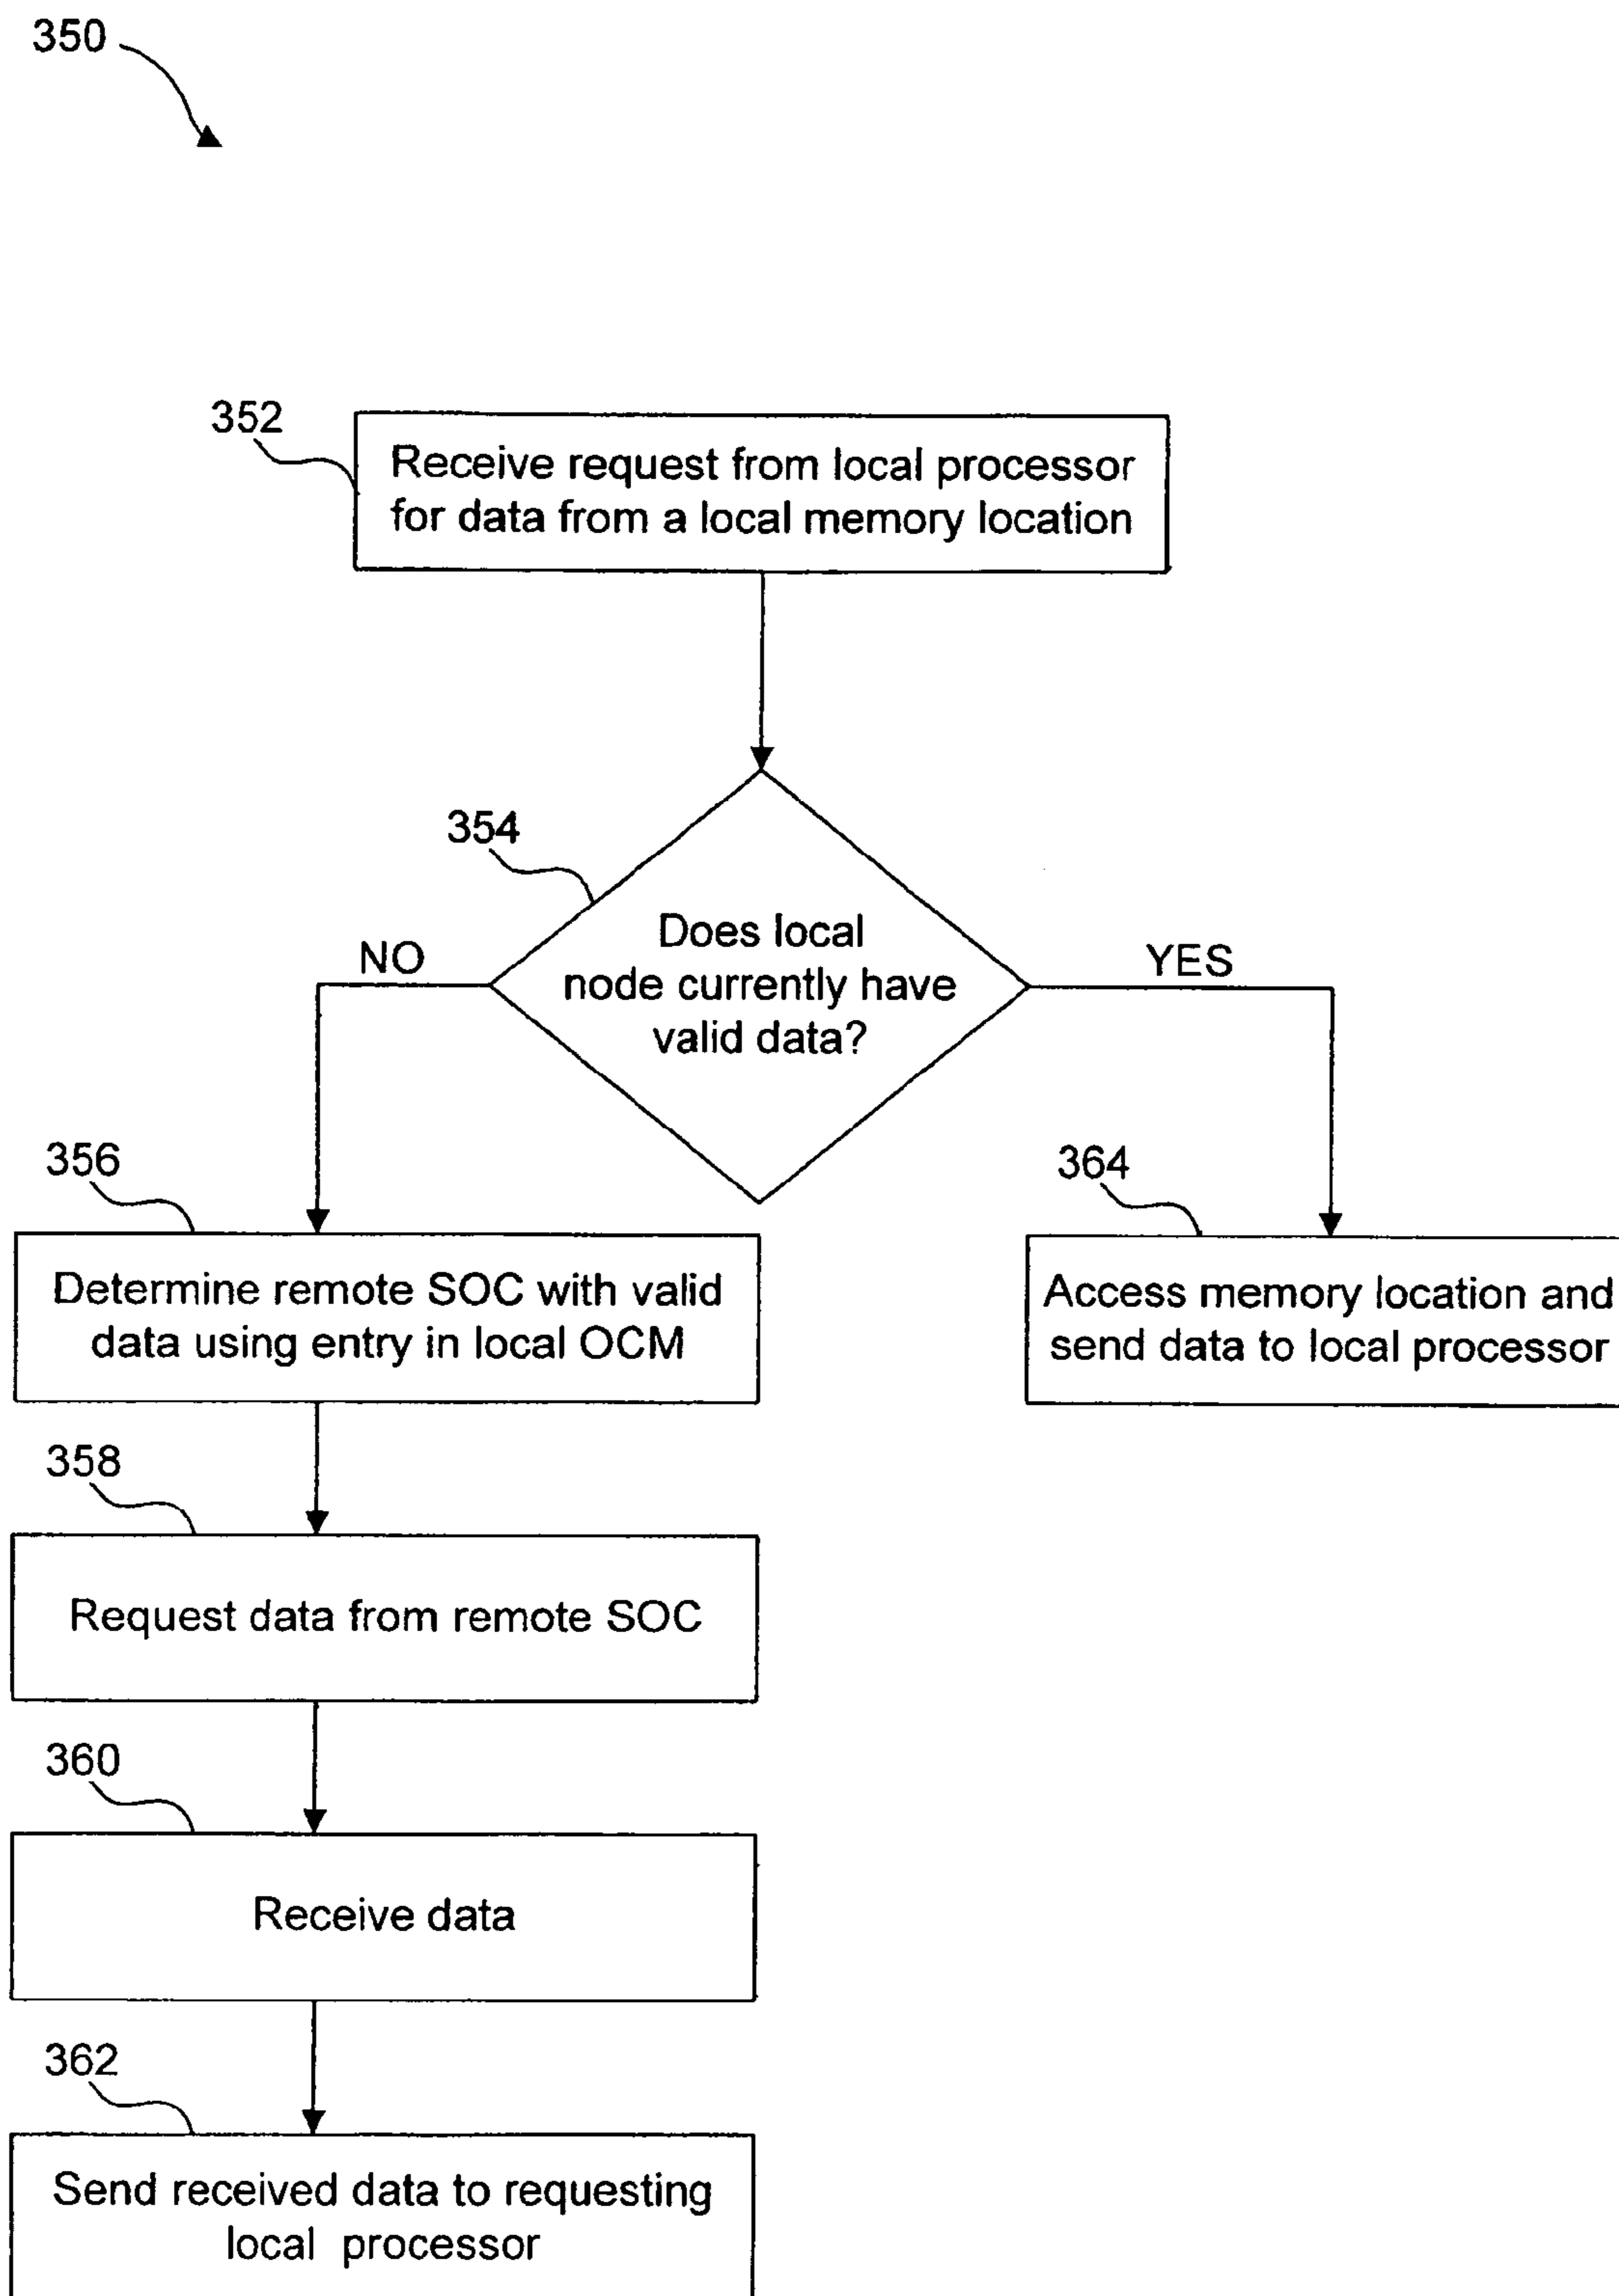 350
352
Receive request from local processor
for data from a local memory location
354
Does local
node currently have
valid data?
NO
YES
356
Determine remote SOC with valid
data using entry in local OCM
364
Access memory location and
send data to local processor
358
Request data from remote SOC
360
Receive data
362
Send received data to requesting
local processor